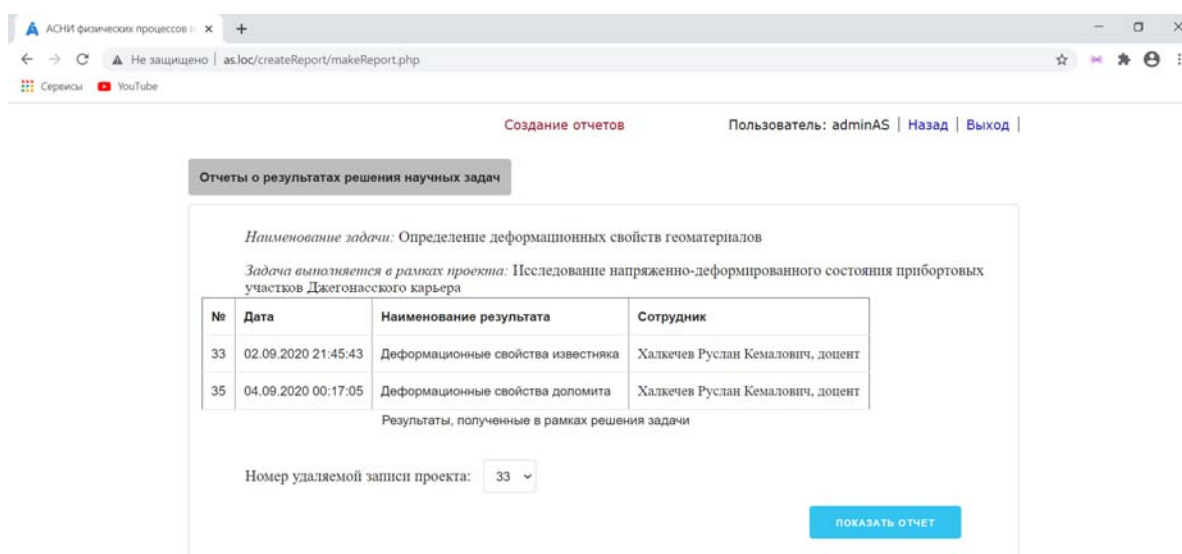 АСНИ физических процессов
Не защищено | as.loc/createReport/makeReport.php
Сервисы YouTube
Создание отчетов Пользователь: adminAS | Назад | Выход |
Отчеты о результатах решения научных задач
Наименование задачи: Определение деформационных свойств геоматериалов
Задача выполняется в рамках проекта: Исследование напряженно-деформированного состояния прибортовых
участков Джегонасского карьера
№ Дата Наименование результата Сотрудник
33 02.09.2020 21:45:43 Деформационные свойства известняка Халкечев Руслан Кемалович, доцент
35 04.09.2020 00:17:05 Деформационные свойства доломита Халкечев Руслан Кемалович, доцент
Результаты, полученные в рамках решения задачи
Номер удаляемой записи проекта: 33
ПОКАЗАТЬ ОТЧЕТ